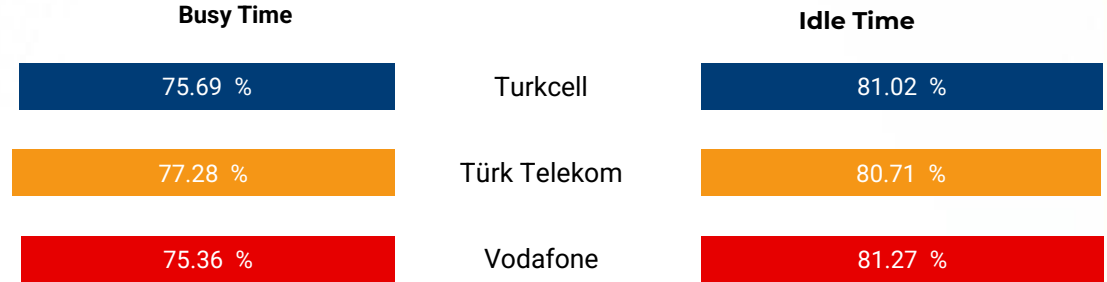 Busy Time
Idle Time
75.69 %
Turkcell
81.02 %
77.28 %
Türk Telekom
80.71 %
75.36 %
Vodafone
81.27 %